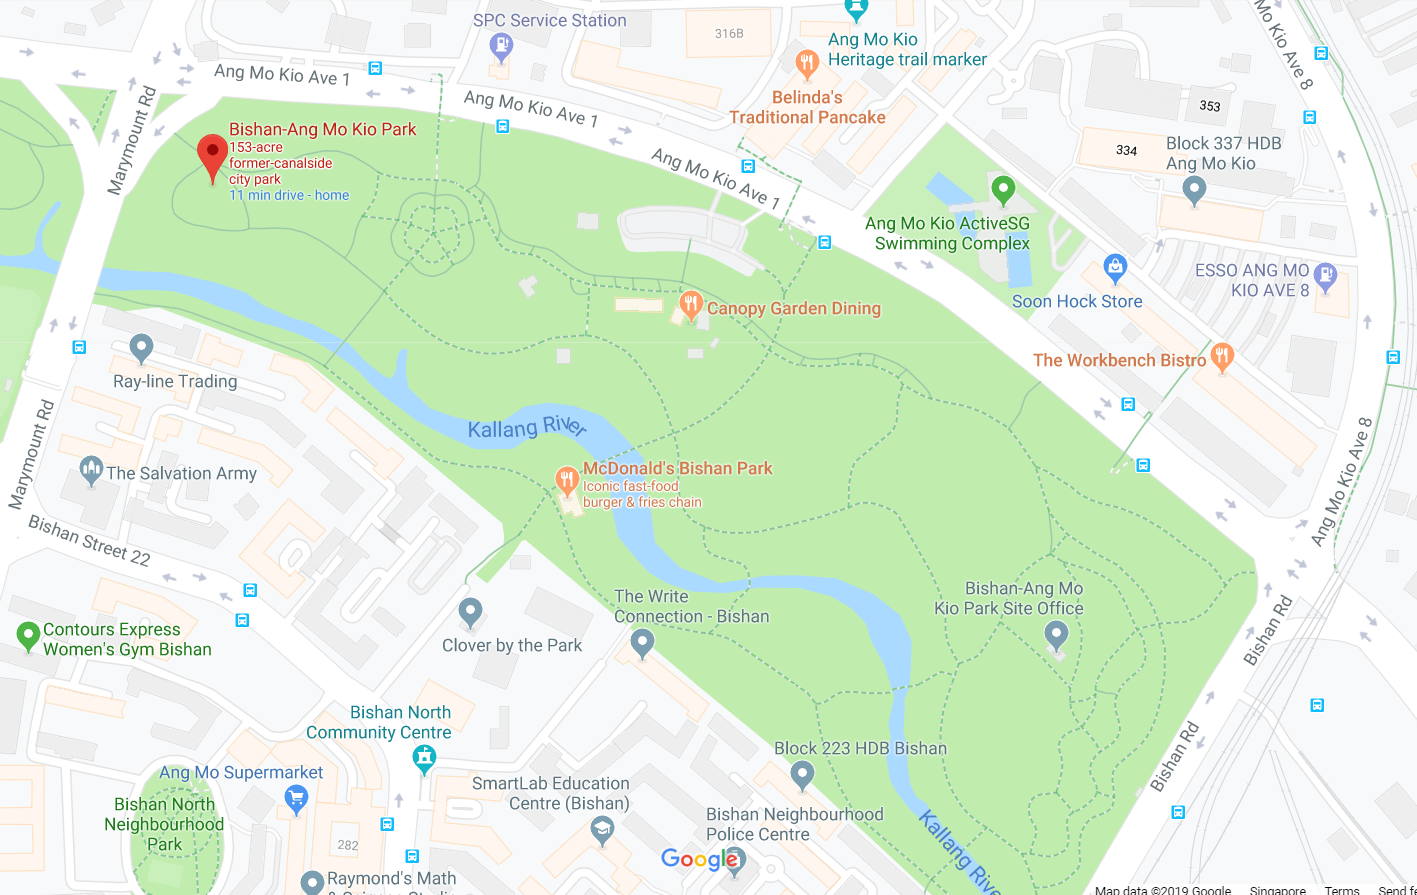 SPC Service Station
316B
Ang Mo Kio
Heritage trail marker
Mo Kio Ave 8
Ang Mo Kio Ave 1
Belinda's
Traditional Pancake
Ang Mo Kio Ave 1
353
334
Block 337 HDB
Ang Mo Kio
Marymount Rd
Bishan-Ang Mo Kio Park
153-acre
former-canalside
city park
11 min drive - home
Ang Mo Kio Ave 1
Ang Mo Kio ActiveSG
Swimming Complex
ESSO ANG MO
KIO AVE 8
Soon Hock Store
Canopy Garden Dining
The Workbench Bistro
Ray-line Trading
Kallang River
Marymount Rd
The Salvation Army
McDonald's Bishan Park
Iconic fast-food
burger & fries chain
Ang Mo Kio Ave 8
Bishan Street 22
Bishan-Ang Mo
Kio Park Site Office
The Write
Connection - Bishan
Bishan Rd
Contours Express
Women's Gym Bishan
Clover by the Park
Bishan North
Community Centre
Block 223 HDB Bishan
Bishan Rd
Ang Mo Supermarket
SmartLab Education
Centre (Bishan)
Bishan North
Neighbourhood
Park
Bishan Neighbourhood
Police Centre
Kallang River
282
Google
Raymond's Math
Map data ©2019 Google Singapore Terms Send